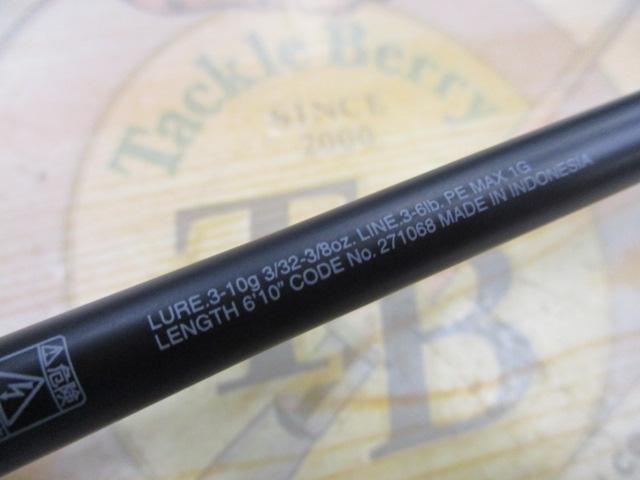 Tackle Berry
SINCE
2000
LURE.3-10g 3/32-3/8oz. LINE.3-6lb. PE MAX 1G
LENGTH 6'10" CODE No. 271068 MADE IN INDONESIA
危険
TB